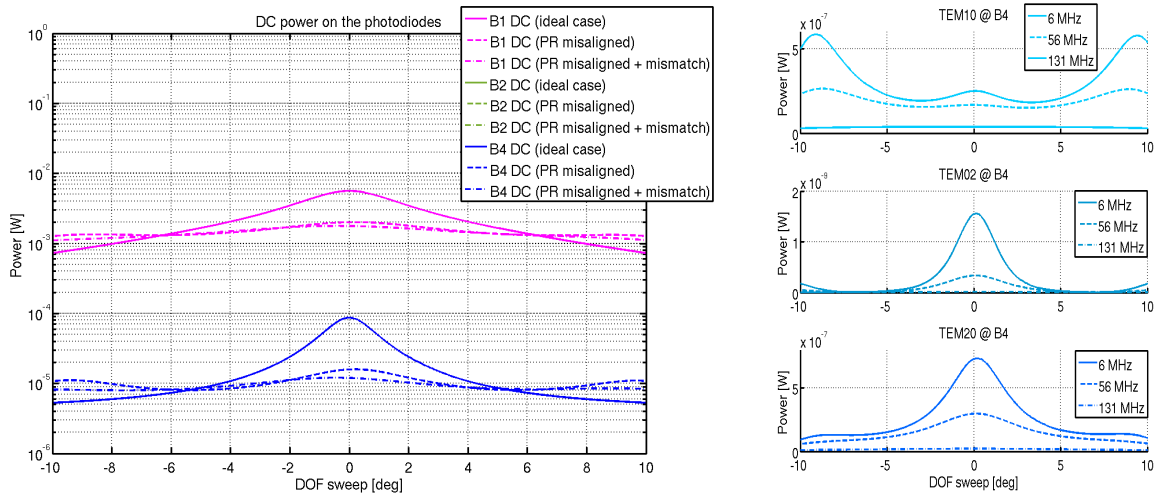 DC power on the photodiodes
B1 DC (ideal case)
B1 DC (PR misaligned)
B1 DC (PR misaligned + mismatch)
B2 DC (ideal case)
B2 DC (PR misaligned)
B2 DC (PR misaligned + mismatch)
B4 DC (ideal case)
B4 DC (PR misaligned)
B4 DC (PR misaligned + mismatch)
Power [W]
10^0
10^-1
10^-2
10^-3
10^-4
10^-5
10^-6
-10 -8 -6 -4 -2 0 2 4 6 8 10
DOF sweep [deg]
TEM10 @ B4
x 10^-7
6 MHz
56 MHz
131 MHz
Power [W]
5
0
-10 -5 0 5 10
TEM02 @ B4
x 10^-9
6 MHz
56 MHz
131 MHz
Power [W]
2
1
0
-10 -5 0 5 10
TEM20 @ B4
x 10^-7
6 MHz
56 MHz
131 MHz
Power [W]
5
0
-10 -5 0 5 10
DOF sweep [deg]